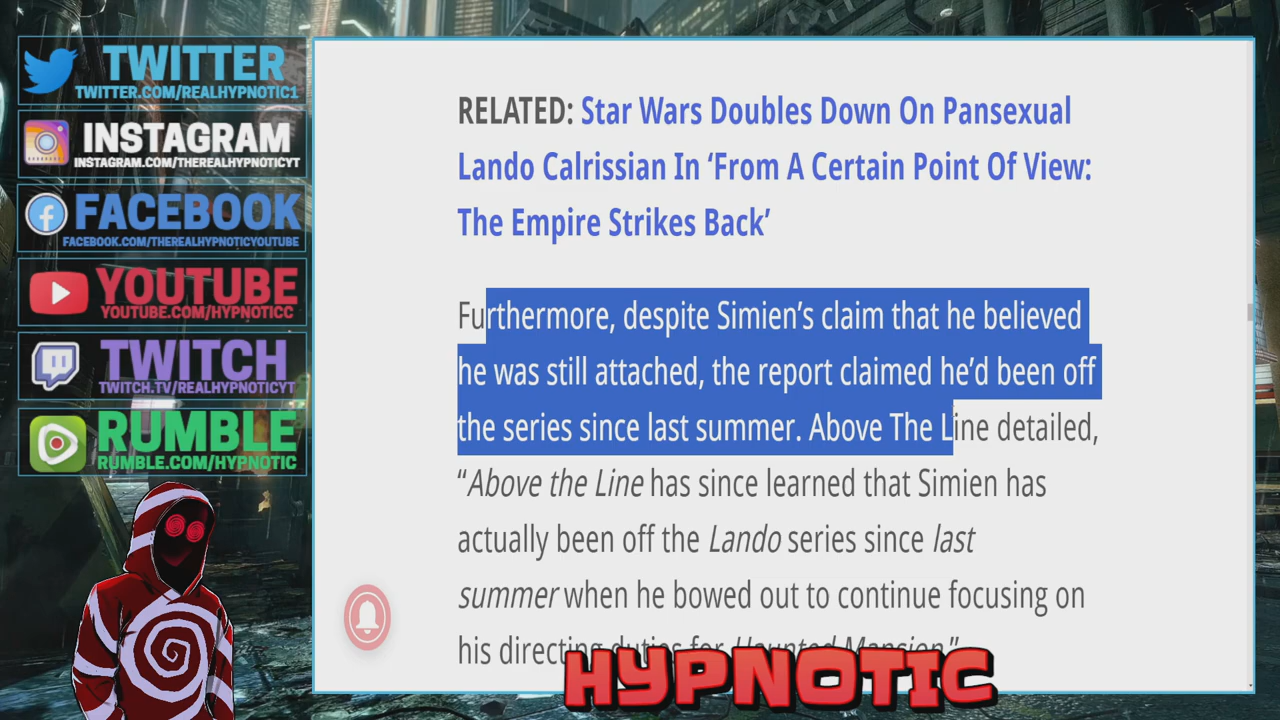 TWITTER
TWITTER.COM/REALHYPNOTIC1
INSTAGRAM
INSTAGRAM.COM/THEREALHYPNOTICYT
FACEBOOK
FACEBOOK.COM/THEREALHYPNOTICYOUTUBE
YOUTUBE
YOUTUBE.COM/HYPNOTICC
TWITCH
TWITCH.TV/REALHYPNOTICYT
RUMBLE
RUMBLE.COM/HYPNOTIC
RELATED: Star Wars Doubles Down On Pansexual
Lando Calrissian In ‘From A Certain Point Of View:
The Empire Strikes Back’
Furthermore, despite Simien’s claim that he believed
he was still attached, the report claimed he’d been off
the series since last summer. Above The Line detailed,
“Above the Line has since learned that Simien has
actually been off the Lando series since last
summer when he bowed out to continue focusing on
his directing duties for Haunted Mansion.”
HYPNOTIC